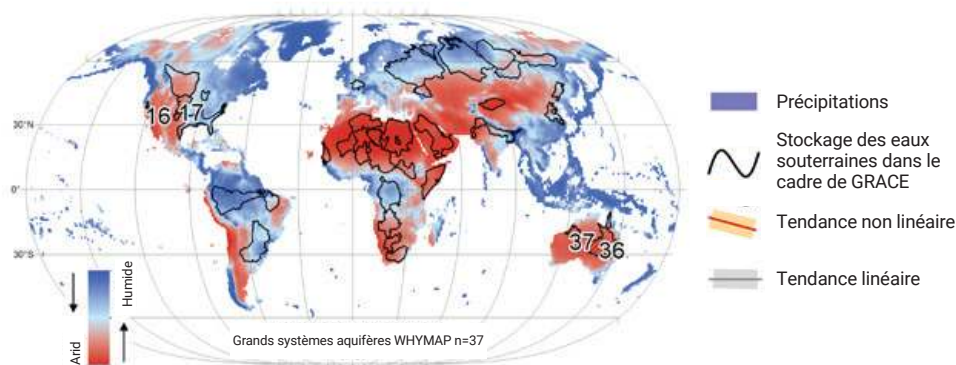 16 17
30°N
0°
30°S
37 36
Humide
Arid
Grands systèmes aquifères WHYMAP n=37
Précipitations
Stockage des eaux
souterraines dans le
cadre de GRACE
Tendance non linéaire
Tendance linéaire